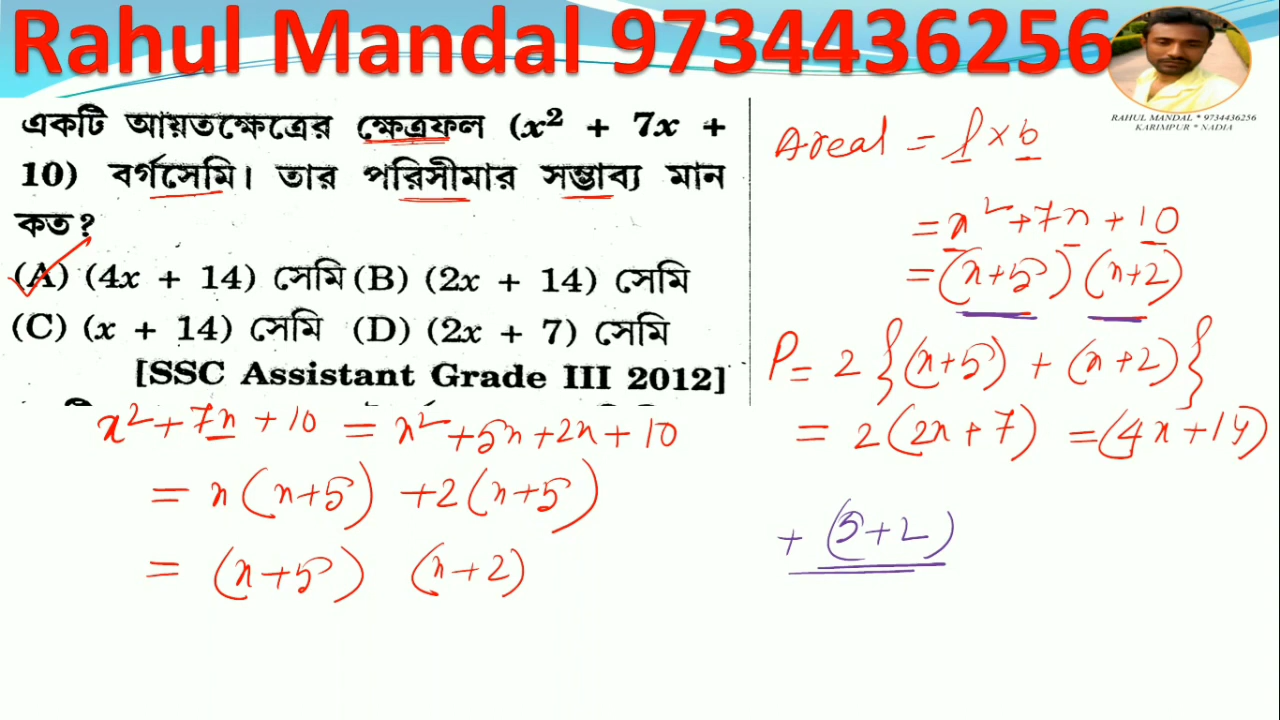 Rahul Mandal 9734436256
RAHUL MANDAL * 9734436256
KARIMPUR * NADIA
একটি আয়তক্ষেত্রের ক্ষেত্রফল (x² + 7x +
10) বর্গসেমি। তার পরিসীমার সম্ভাব্য মান
কত?
(A) (4x + 14) সেমি (B) (2x + 14) সেমি
(C) (x + 14) সেমি (D) (2x + 7) সেমি
[SSC Assistant Grade III 2012]
x² + 7x + 10 = x² + 5x + 2x + 10
= x (x+5) + 2 (x+5)
= (x+5) (x+2)
Areal = l × b
= x² + 7x + 10
= (x+5) (x+2)
P = 2 {(x+5) + (x+2)}
= 2 (2x+7) = (4x+14)
+ (5+2)